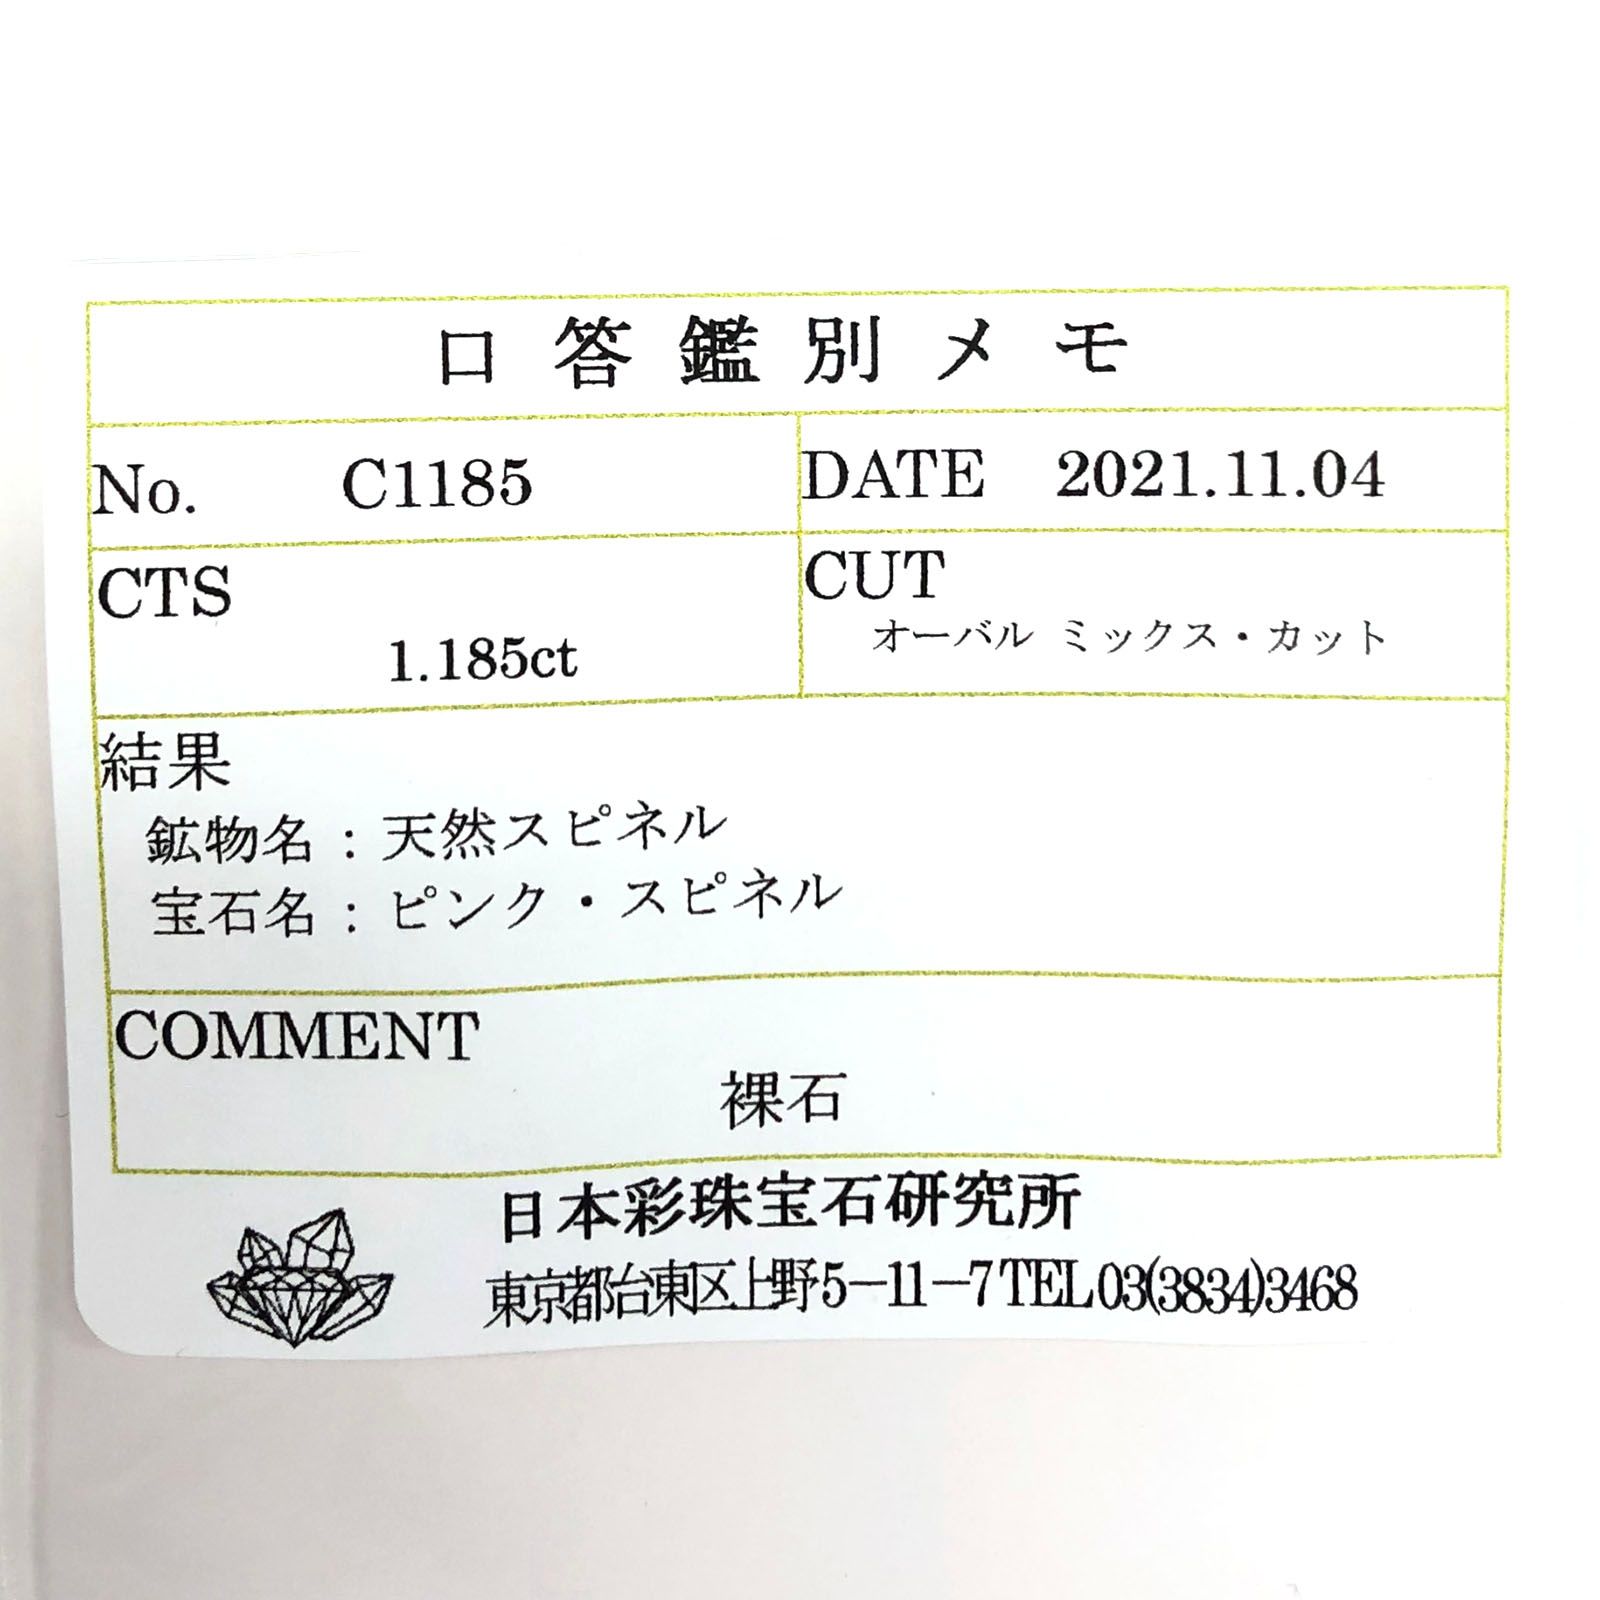 口答鑑別メモ
No. C1185 DATE 2021.11.04
CTS CUT
1.185ct オーバル ミックス・カット
結果
鉱物名：天然スピネル
宝石名：ピンク・スピネル
COMMENT
裸石
日本彩珠宝石研究所
東京都台東区上野5－11－7 TEL 03(3834)3468